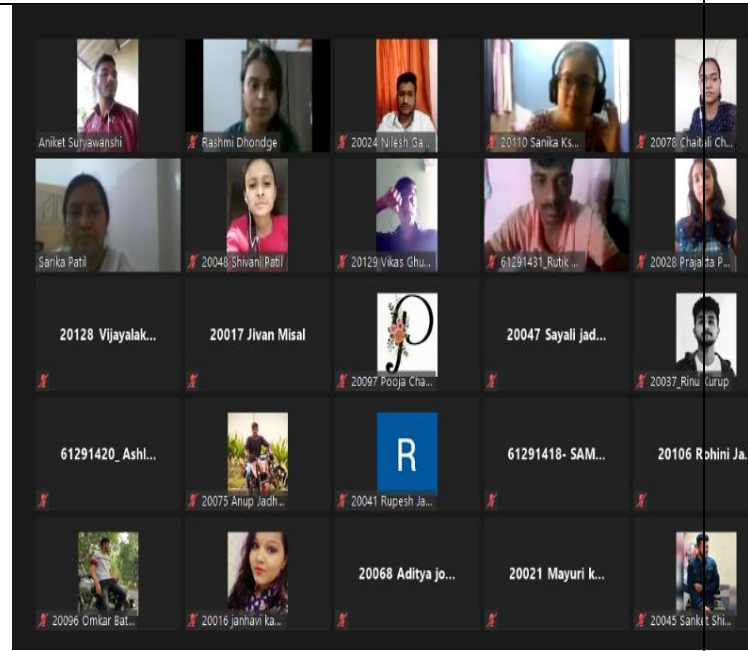 Aniket Suryawanshi
Rashmi Dhondge
20024 Nilesh Ga...
20110 Sanika Ks...
20078 Chaitali Ch...
Sarika Patil
20048 Shivani Patil
20129 Vikas Ghu...
61291431_Rutik ...
20028 Prajakta P...
20128 Vijayalak...
20017 Jivan Misal
p
20097 Pooja Cha...
20047 Sayali jad...
20037_Rinu Kurup
61291420_ Ashl...
20075 Anup Jadh...
R
20041 Rupesh Ja...
61291418- SAM...
20106 Rohini Ja.
20096 Omkar Bat...
20016 janhavi ka...
20068 Aditya jo...
20021 Mayuri k...
20045 Sanket Shi...